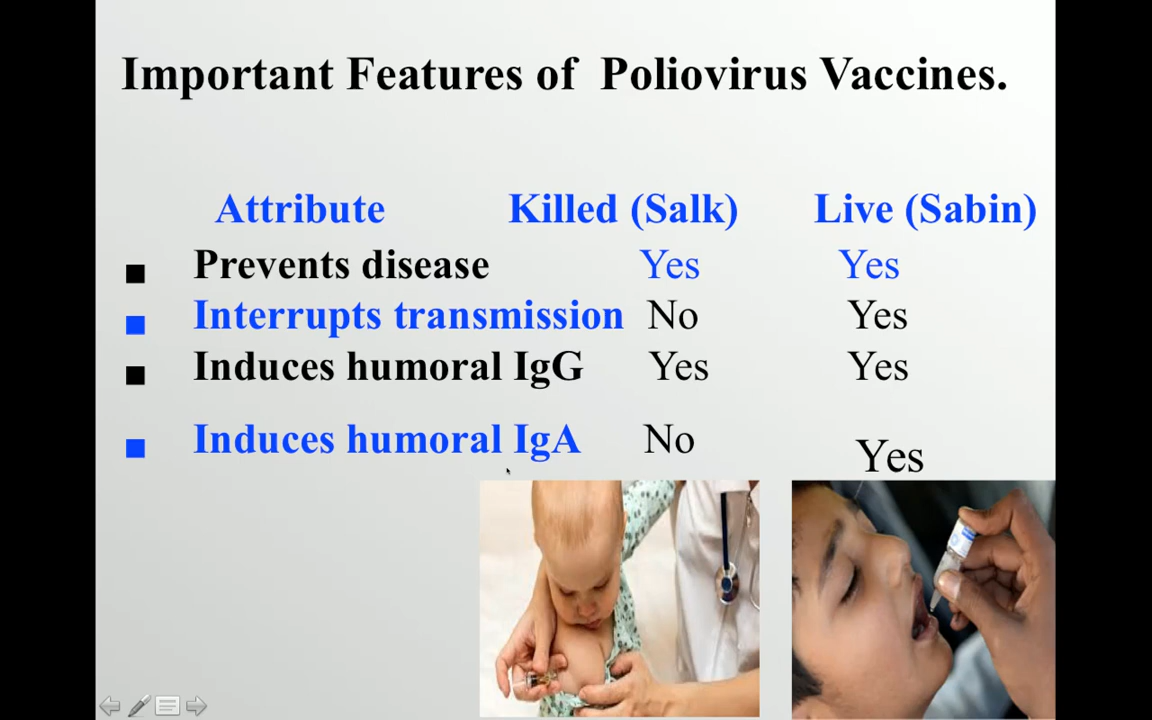 Important Features of Poliovirus Vaccines.
Attribute Killed (Salk) Live (Sabin)
Prevents disease Yes Yes
Interrupts transmission No Yes
Induces humoral IgG Yes Yes
Induces humoral IgA No Yes